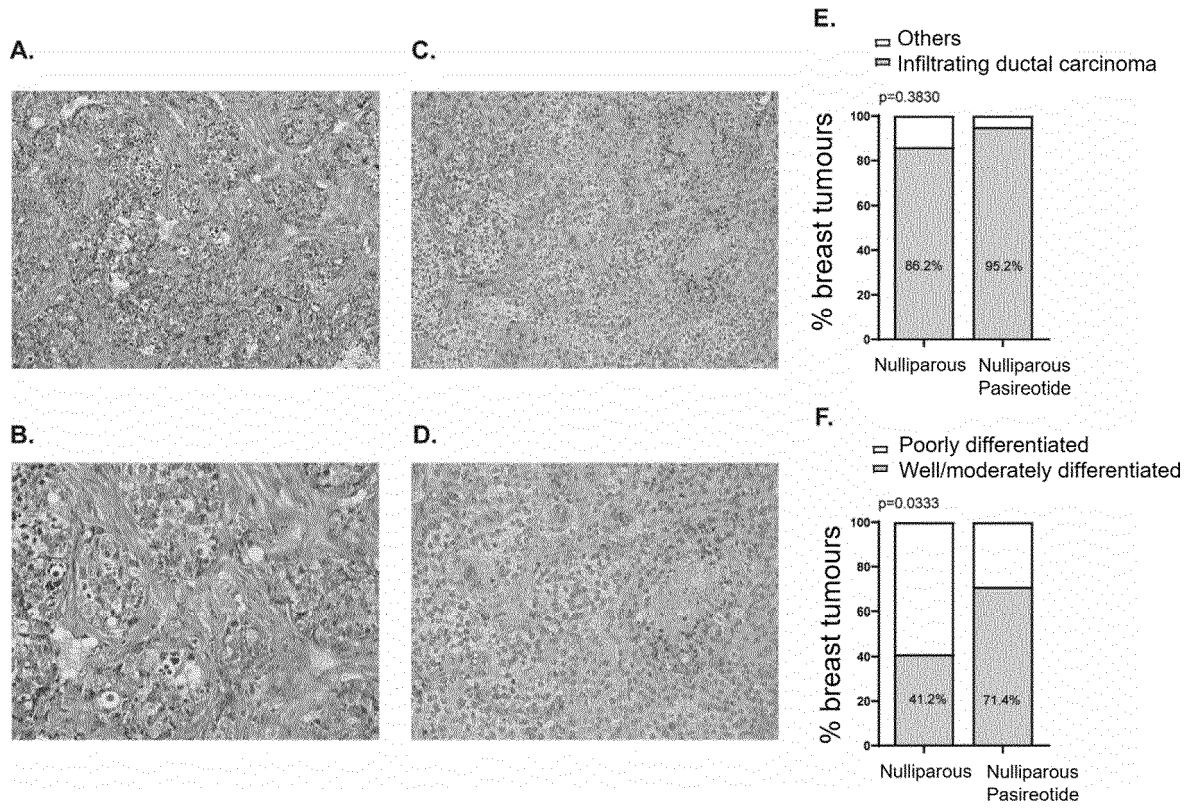 A.
C.
B.
D.
E.
Others
Infiltrating ductal carcinoma
p=0.3830
% breast tumours
100
80
60
40
20
0
86.2%
95.2%
Nulliparous
Nulliparous
Pasireotide
F.
Poorly differentiated
Well/moderately differentiated
p=0.0333
% breast tumours
100
80
60
40
20
0
41.2%
71.4%
Nulliparous
Nulliparous
Pasireotide